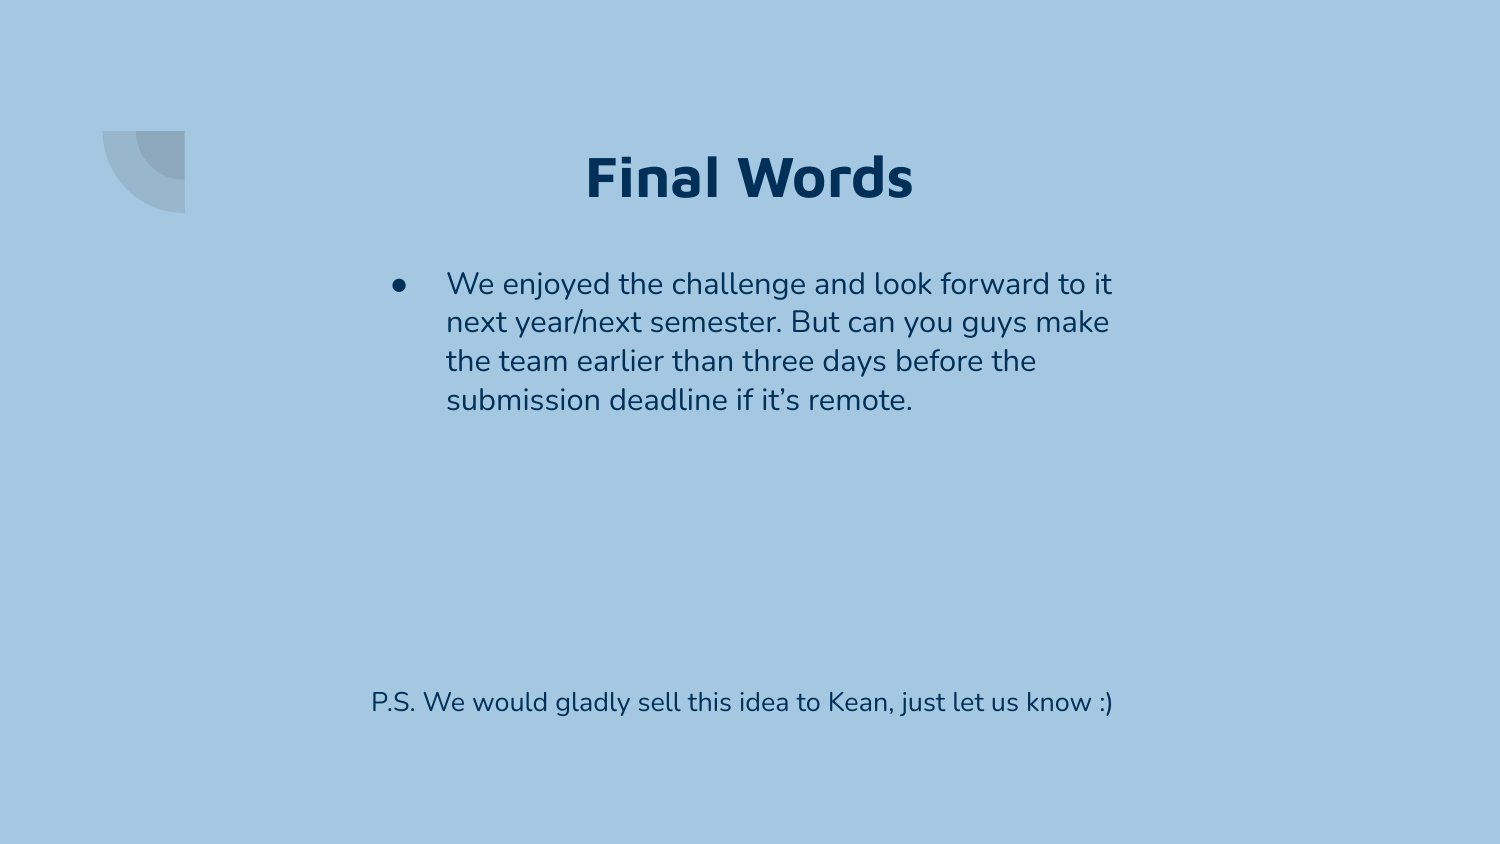 Final Words
● We enjoyed the challenge and look forward to it
next year/next semester. But can you guys make
the team earlier than three days before the
submission deadline if it’s remote.
P.S. We would gladly sell this idea to Kean, just let us know :)